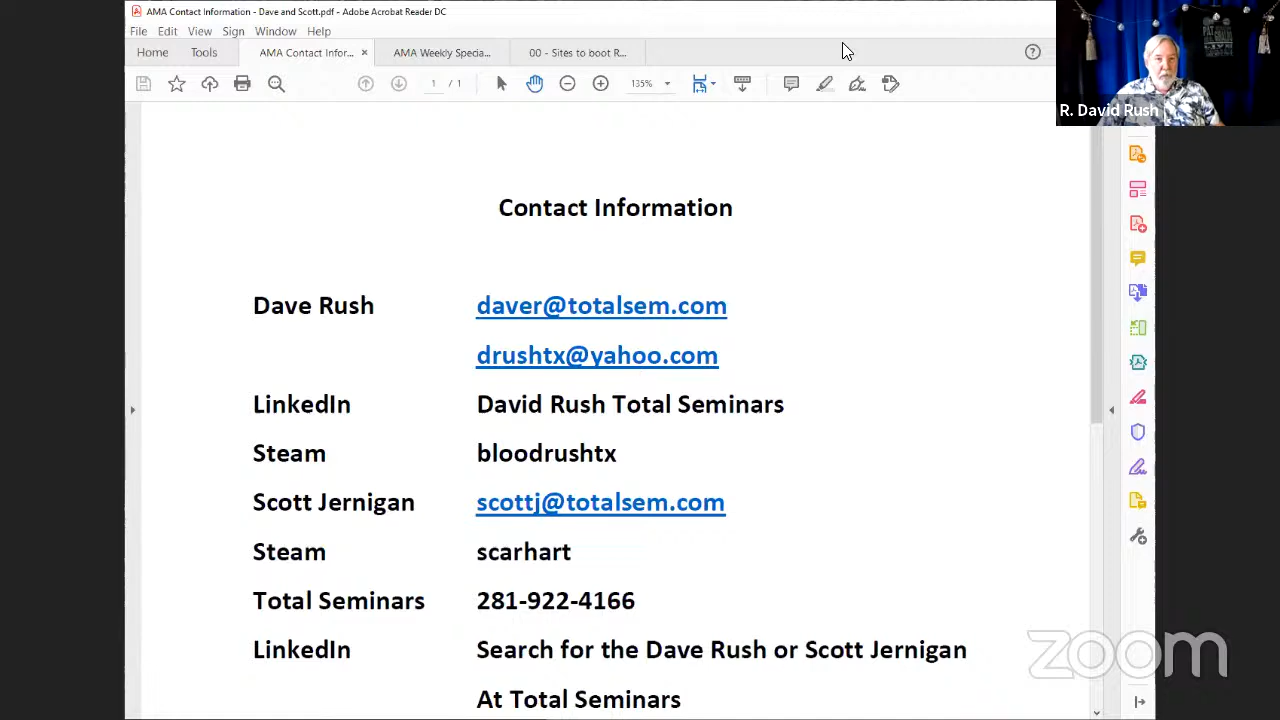 AMA Contact Information - Dave and Scott.pdf - Adobe Acrobat Reader DC
File Edit View Sign Window Help
Home Tools AMA Contact Infor... × AMA Weekly Specia... 00 - Sites to boot R...
1 / 1 135%
R. David Rush
Contact Information
Dave Rush daver@totalsem.com
drushtx@yahoo.com
LinkedIn David Rush Total Seminars
Steam bloodrushtx
Scott Jernigan scottj@totalsem.com
Steam scarhart
Total Seminars 281-922-4166
LinkedIn Search for the Dave Rush or Scott Jernigan
At Total Seminars
zoom